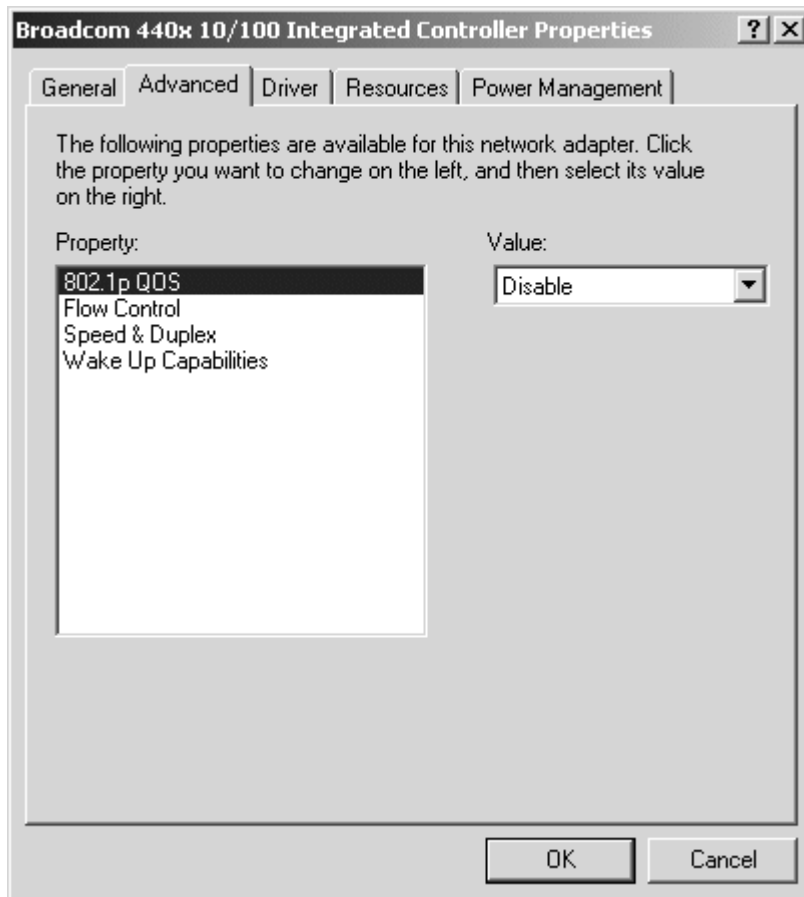 Broadcom 440x 10/100 Integrated Controller Properties
General Advanced Driver Resources Power Management
The following properties are available for this network adapter. Click
the property you want to change on the left, and then select its value
on the right.
Property:
Value:
802.1p QOS
Disable
Flow Control
Speed & Duplex
Wake Up Capabilities
OK
Cancel